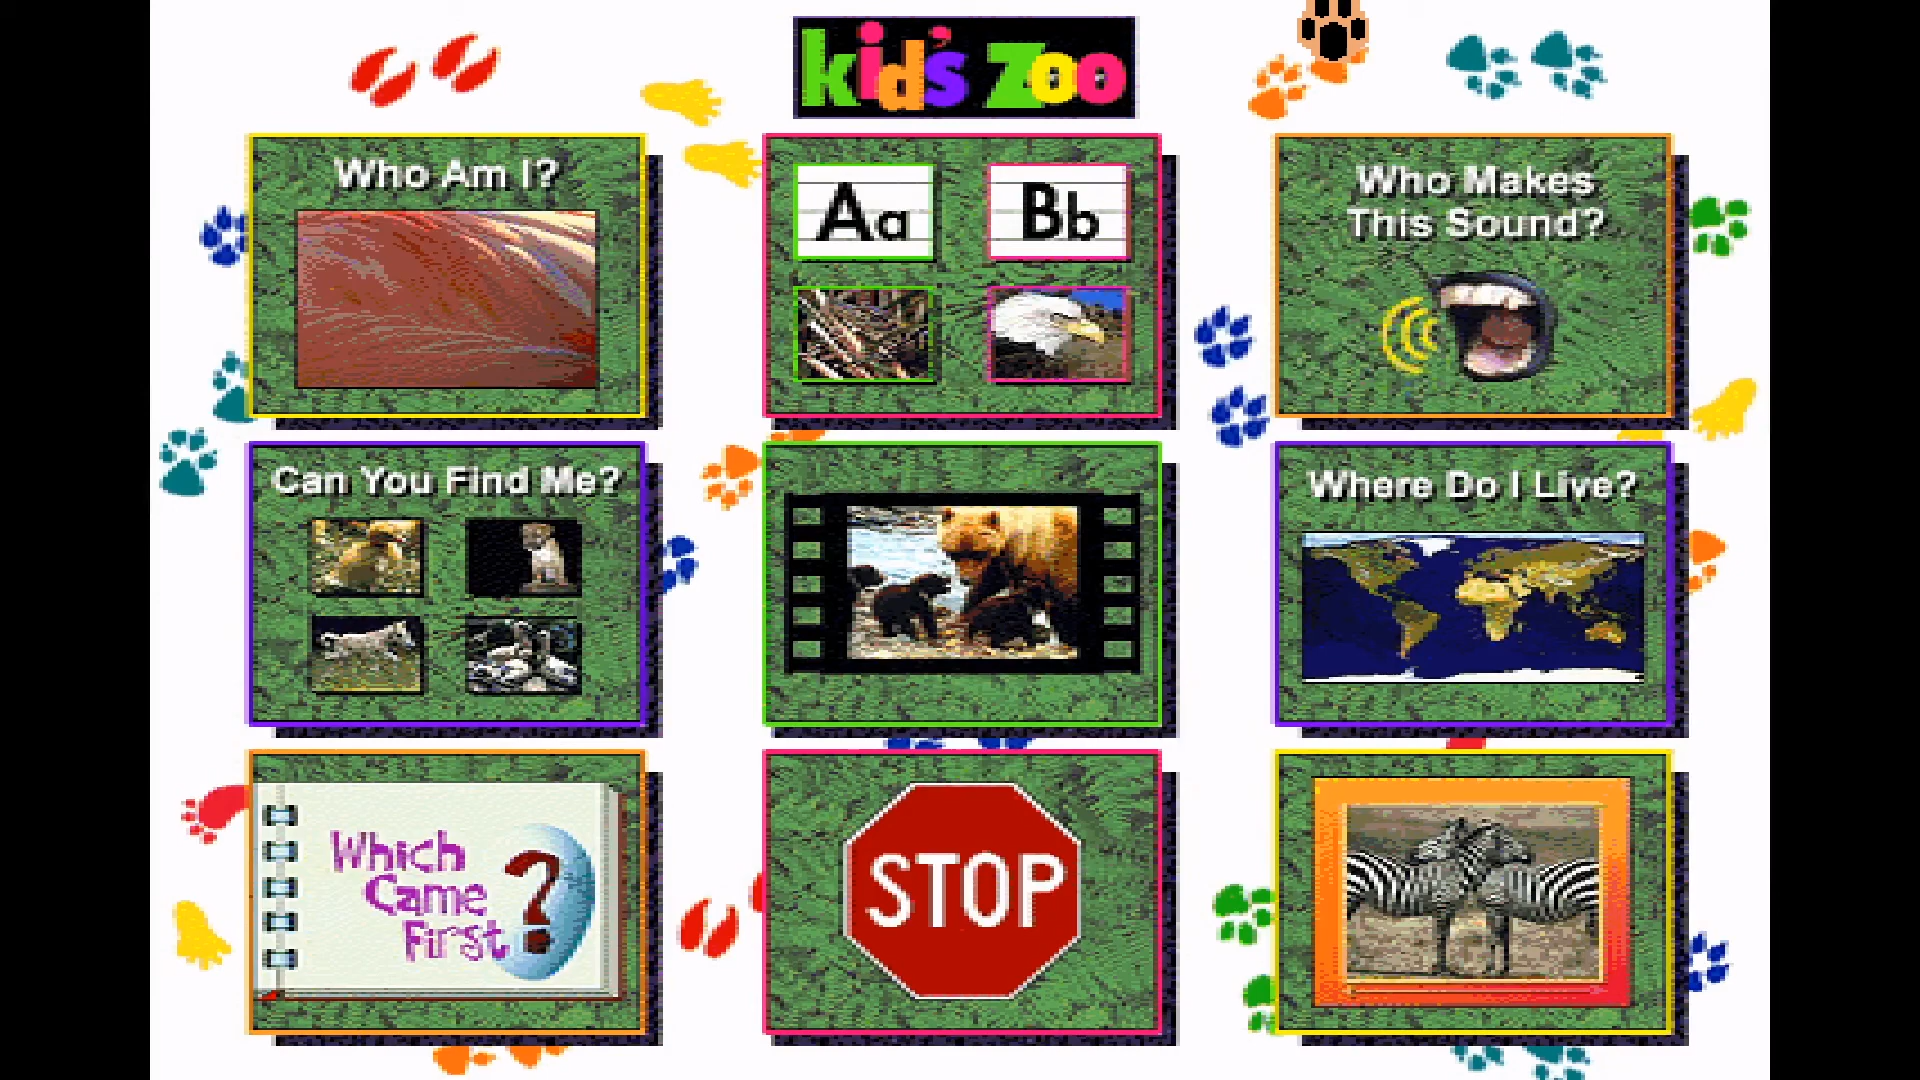 kid's zoo
Who Am I?
Aa
Bb
Who Makes
This Sound?
Can You Find Me?
Where Do I Live?
Which
Came
First?
STOP